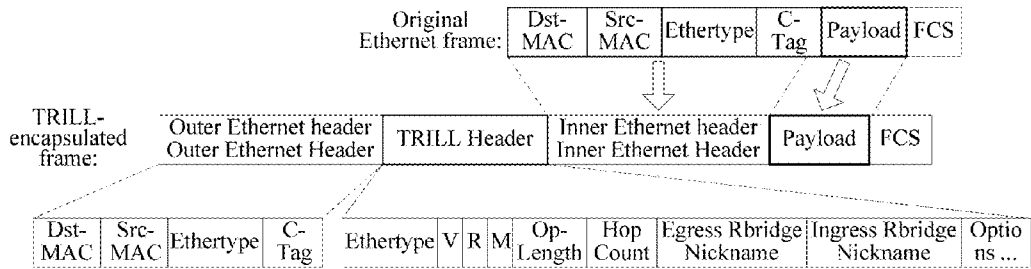 Original
Ethernet frame:
Dst-
MAC
Src-
MAC
Ethertype
C-
Tag
Payload
FCS
TRILL-
encapsulated
frame:
Outer Ethernet header
Outer Ethernet Header
TRILL Header
Inner Ethernet header
Inner Ethernet Header
Payload
FCS
Dst-
MAC
Src-
MAC
Ethertype
C-
Tag
Ethertype
V
R
M
Op-
Length
Hop
Count
Egress Rbridge
Nickname
Ingress Rbridge
Nickname
Optio
ns ...